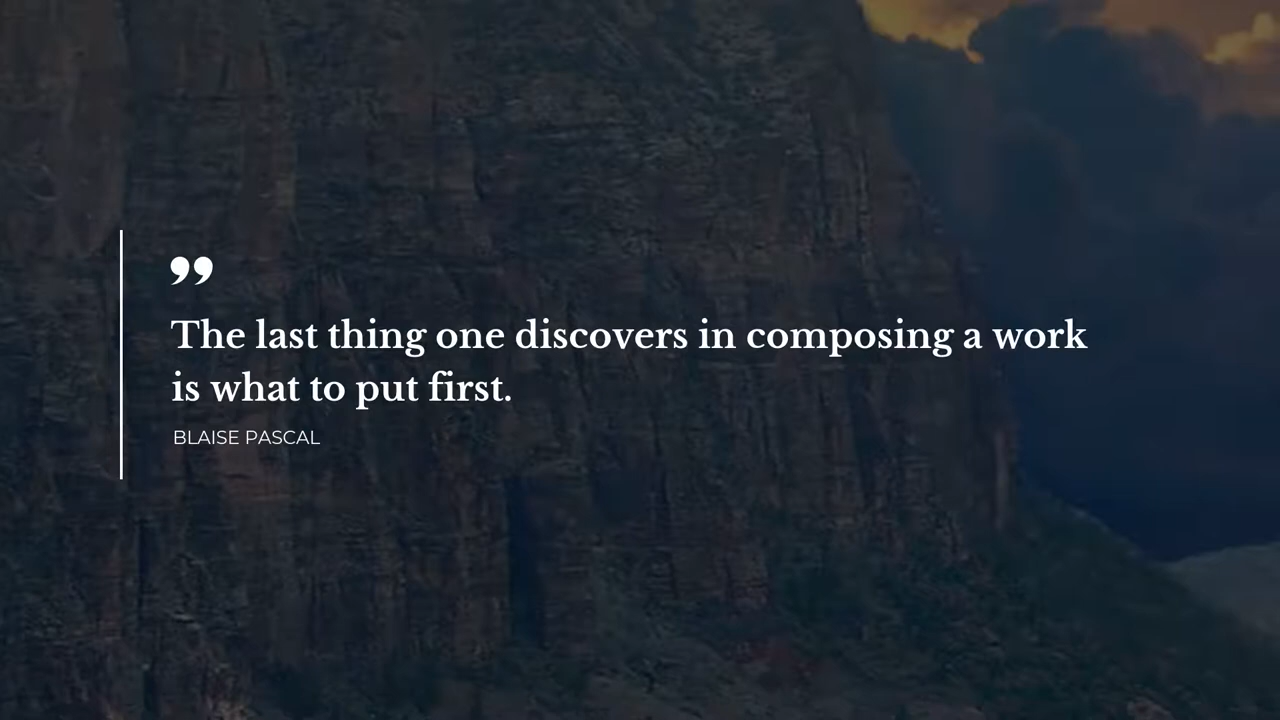 ”
The last thing one discovers in composing a work
is what to put first.
BLAISE PASCAL